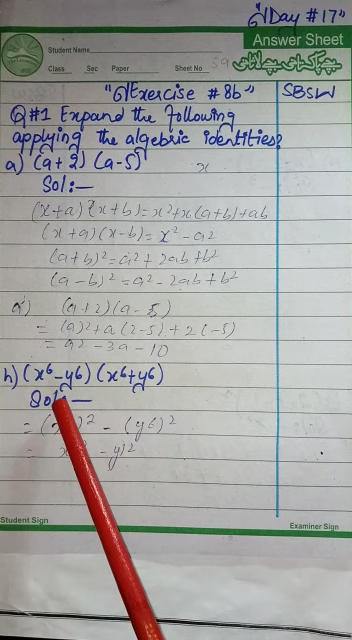 Day #17
Answer Sheet
Student Name
Class Sec Paper Sheet No 59
"Exercise #8b" SBSW
Q#1 Expand the following
applying the algebric identities?
a) (a+2) (a-5) x
Sol:—
(x+a)(x+b)=x²+x(a+b)+ab
(x+a)(x-b)=x²-a²
(a+b)²=a²+2ab+b²
(a-b)²=a²-2ab+b²
a) (a+2)(a-5)
= (a)²+a(2-5)+2(-5)
= a²-3a-10
h) (x⁶-y⁶) (x⁶+y⁶)
Sol:—
)² - (y6)²
Student Sign Examiner Sign